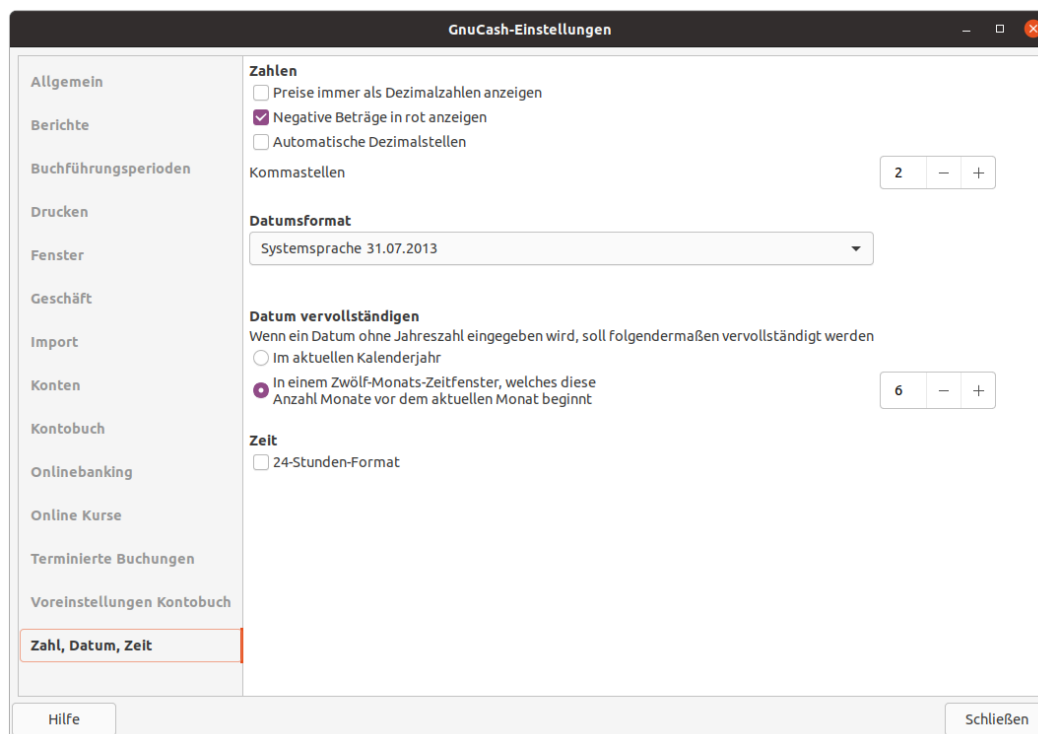 GnuCash-Einstellungen
Allgemein
Berichte
Buchführungsperioden
Drucken
Fenster
Geschäft
Import
Konten
Kontobuch
Onlinebanking
Online Kurse
Terminierte Buchungen
Voreinstellungen Kontobuch
Zahl, Datum, Zeit
Zahlen
Preise immer als Dezimalzahlen anzeigen
Negative Beträge in rot anzeigen
Automatische Dezimalstellen
Kommastellen 2
Datumsformat
Systemsprache 31.07.2013
Datum vervollständigen
Wenn ein Datum ohne Jahreszahl eingegeben wird, soll folgendermaßen vervollständigt werden
Im aktuellen Kalenderjahr
In einem Zwölf-Monats-Zeitfenster, welches diese
Anzahl Monate vor dem aktuellen Monat beginnt 6
Zeit
24-Stunden-Format
Hilfe
Schließen